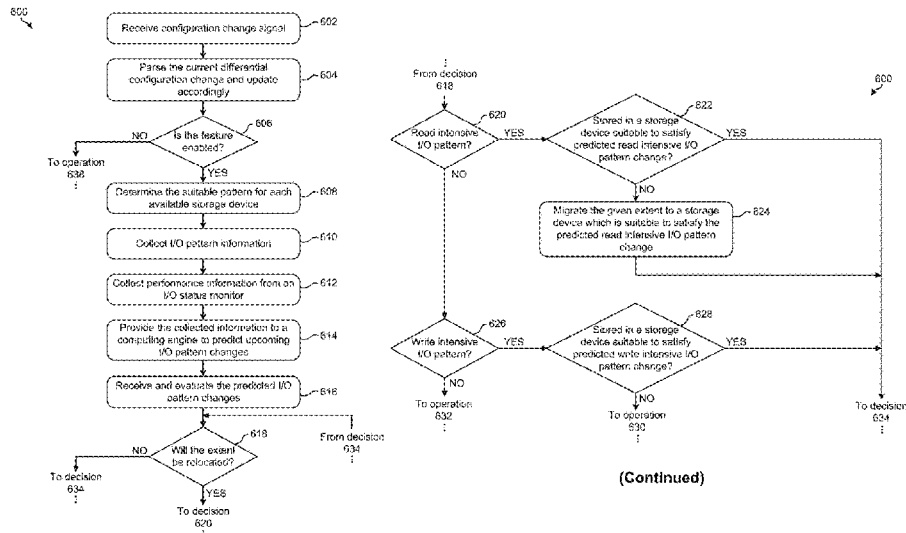 600
Receive configuration change signal
602
Parse the current differential
configuration change and update
accordingly
604
Is the feature
enabled?
606
NO
To operation
636
YES
Determine the suitable pattern for each
available storage device
608
Collect I/O pattern information
610
Collect performance information from an
I/O status monitor
612
Provide the collected information to a
computing engine to predict upcoming
I/O pattern changes
614
Receive and evaluate the predicted I/O
pattern changes
616
From decision
634
Will the extent
be relocated?
618
NO
To decision
634
YES
To decision
620
600
From decision
618
Read intensive
I/O pattern?
620
YES
NO
Stored in a storage
device suitable to satisfy
predicted read intensive I/O
pattern change?
622
YES
NO
Migrate the given extent to a storage
device which is suitable to satisfy the
predicted read intensive I/O pattern
change
624
Write intensive
I/O pattern?
626
YES
NO
To operation
632
Stored in a storage
device suitable to satisfy
predicted write intensive I/O
pattern change?
628
YES
NO
To operation
630
To decision
634
(Continued)